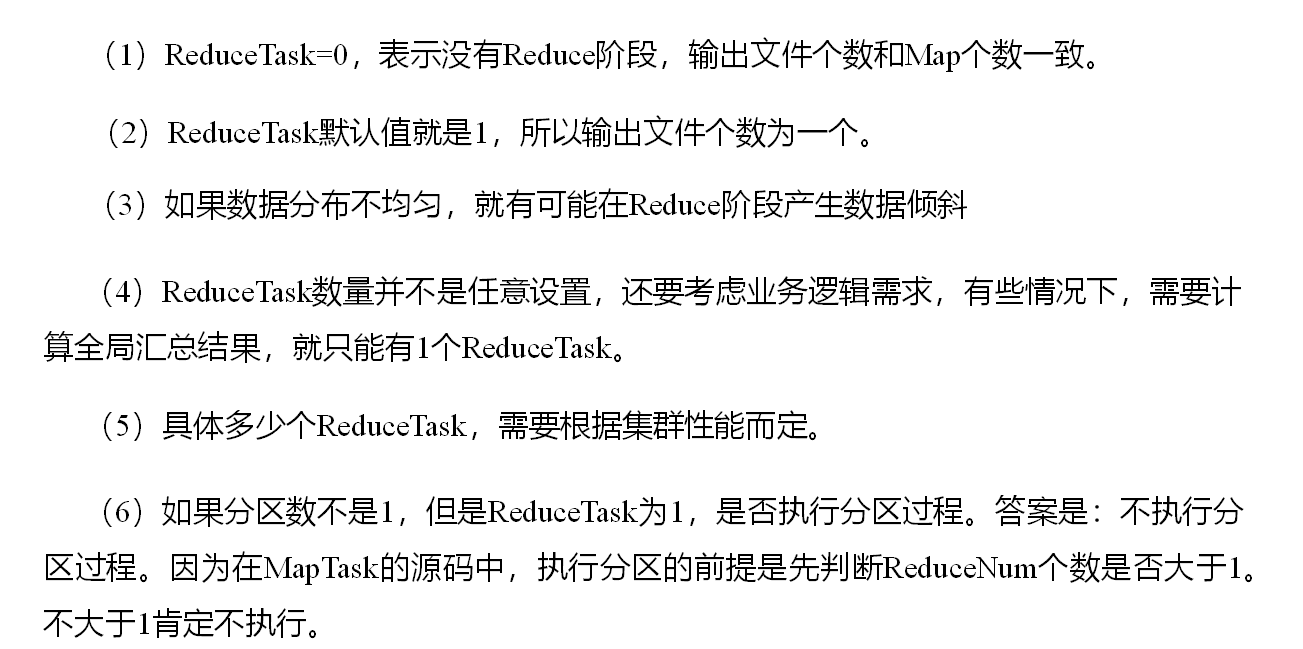 （1）ReduceTask=0，表示没有Reduce阶段，输出文件个数和Map个数一致。
（2）ReduceTask默认值就是1，所以输出文件个数为一个。
（3）如果数据分布不均匀，就有可能在Reduce阶段产生数据倾斜
（4）ReduceTask数量并不是任意设置，还要考虑业务逻辑需求，有些情况下，需要计
算全局汇总结果，就只能有1个ReduceTask。
（5）具体多少个ReduceTask，需要根据集群性能而定。
（6）如果分区数不是1，但是ReduceTask为1，是否执行分区过程。答案是：不执行分
区过程。因为在MapTask的源码中，执行分区的前提是先判断ReduceNum个数是否大于1。
不大于1肯定不执行。